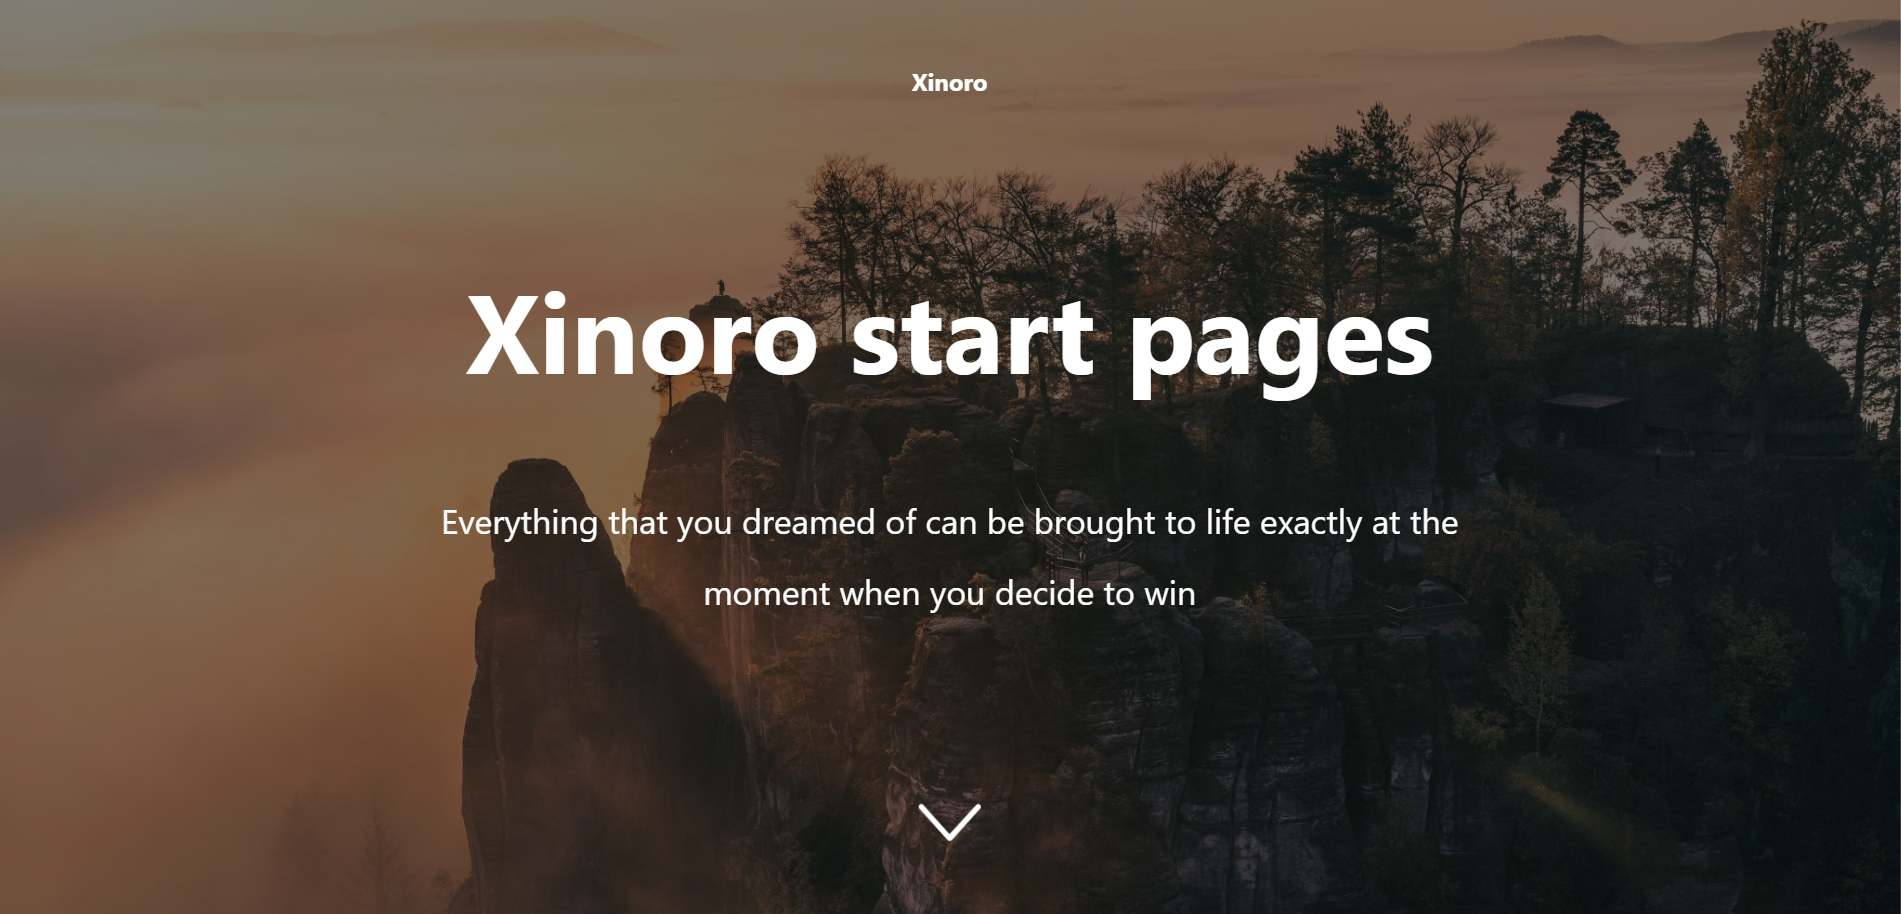 Xinoro
Xinoro start pages
Everything that you dreamed of can be brought to life exactly at the
moment when you decide to win